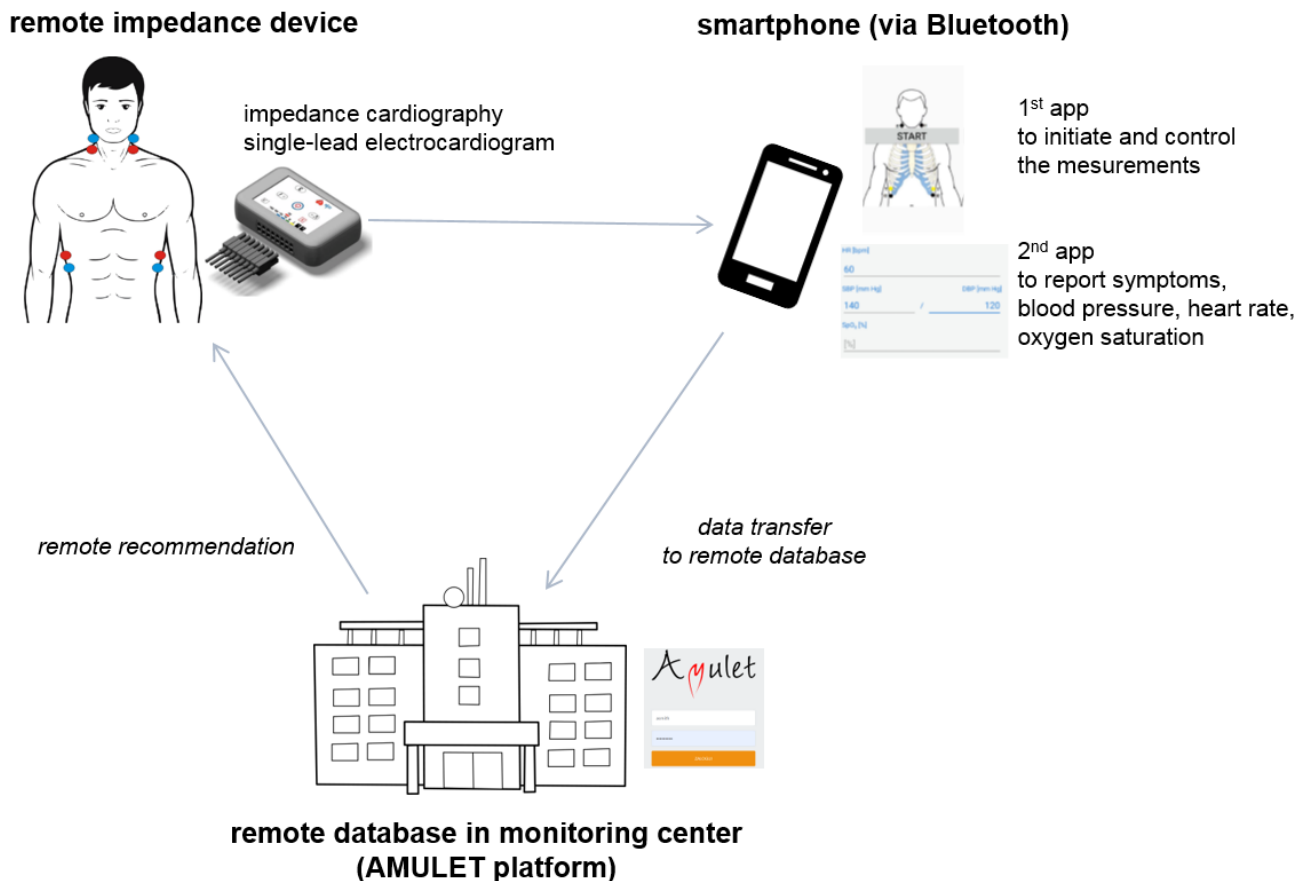 remote impedance device
smartphone (via Bluetooth)
impedance cardiography
single-lead electrocardiogram
START
1st app
to initiate and control
the mesurements
HR [bpm]
60
DBP [mm Hg] DBP [mm Hg]
140 / 120
SpO₂ [%]
[%]
2nd app
to report symptoms,
blood pressure, heart rate,
oxygen saturation
remote recommendation
data transfer
to remote database
Amulet
remote database in monitoring center
(AMULET platform)